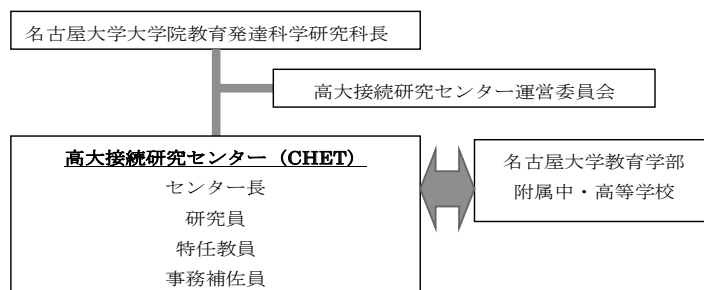 名古屋大学大学院教育発達科学研究科長
高大接続研究センター運営委員会
高大接続研究センター（CHET）
センター長
研究員
特任教員
事務補佐員
名古屋大学教育学部
附属中・高等学校